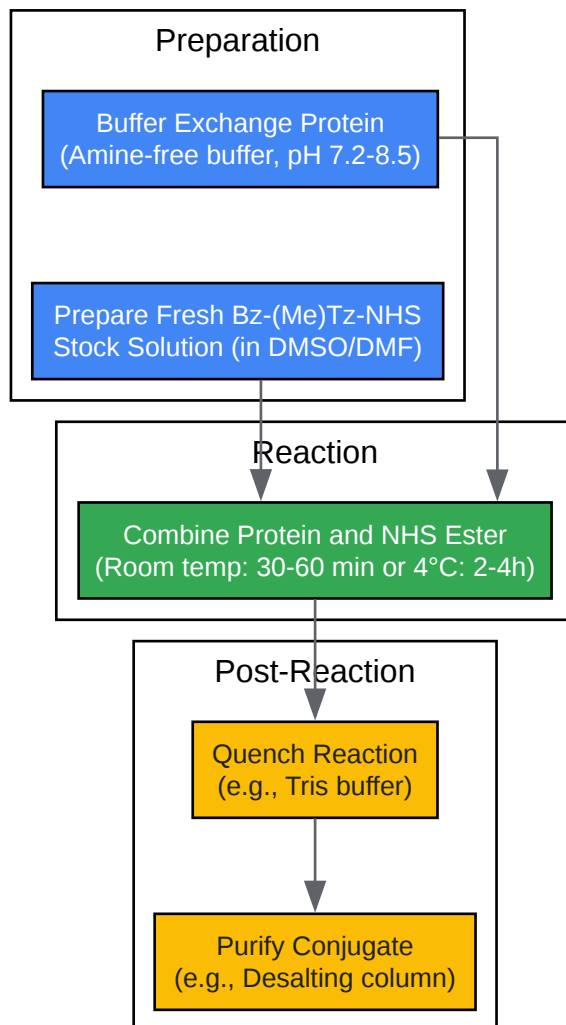 Preparation
Buffer Exchange Protein
(Amine-free buffer, pH 7.2-8.5)
Prepare Fresh Bz-(Me)Tz-NHS
Stock Solution (in DMSO/DMF)
Reaction
Combine Protein and NHS Ester
(Room temp: 30-60 min or 4°C: 2-4h)
Post-Reaction
Quench Reaction
(e.g., Tris buffer)
Purify Conjugate
(e.g., Desalting column)